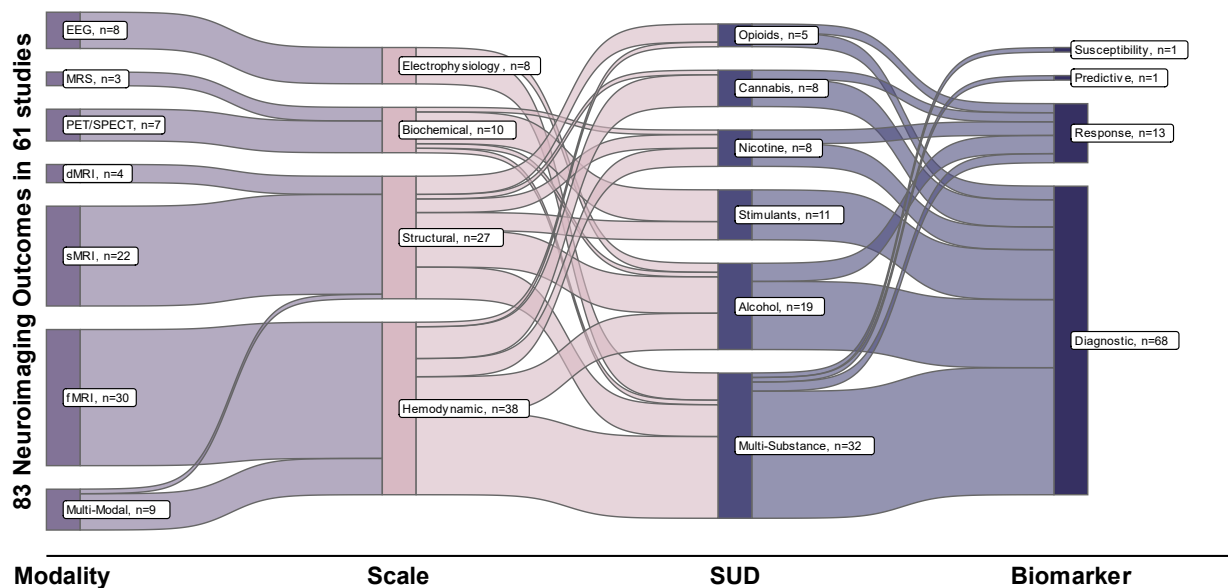 83 Neuroimaging Outcomes in 61 studies
EEG, n=8
MRS, n=3
PET/SPECT, n=7
dMRI, n=4
sMRI, n=22
fMRI, n=30
Multi-Modal, n=9
Electrophysiology, n=8
Biochemical, n=10
Structural, n=27
Hemodynamic, n=38
Opioids, n=5
Cannabis, n=8
Nicotine, n=8
Stimulants, n=11
Alcohol, n=19
Multi-Substance, n=32
Susceptibility, n=1
Predictive, n=1
Response, n=13
Diagnostic, n=68
Modality Scale SUD Biomarker